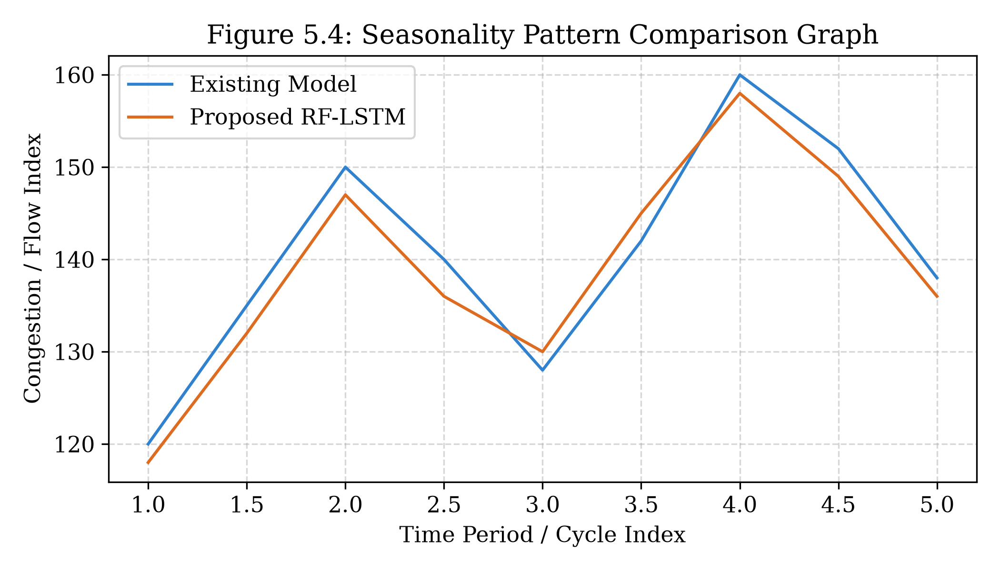 Figure 5.4: Seasonality Pattern Comparison Graph
Existing Model
Proposed RF-LSTM
Congestion / Flow Index
160
150
140
130
120
1.0 1.5 2.0 2.5 3.0 3.5 4.0 4.5 5.0
Time Period / Cycle Index